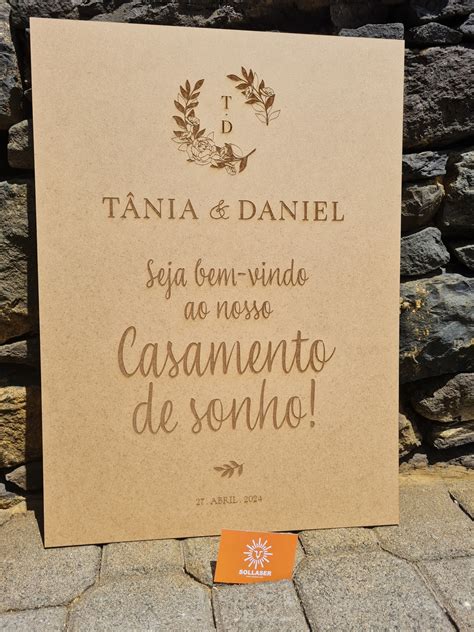 T.
D
TÂNIA & DANIEL
Seja bem-vindo
ao nosso
Casamento
de sonho!
27. ABRIL. 2024
SOLLASER